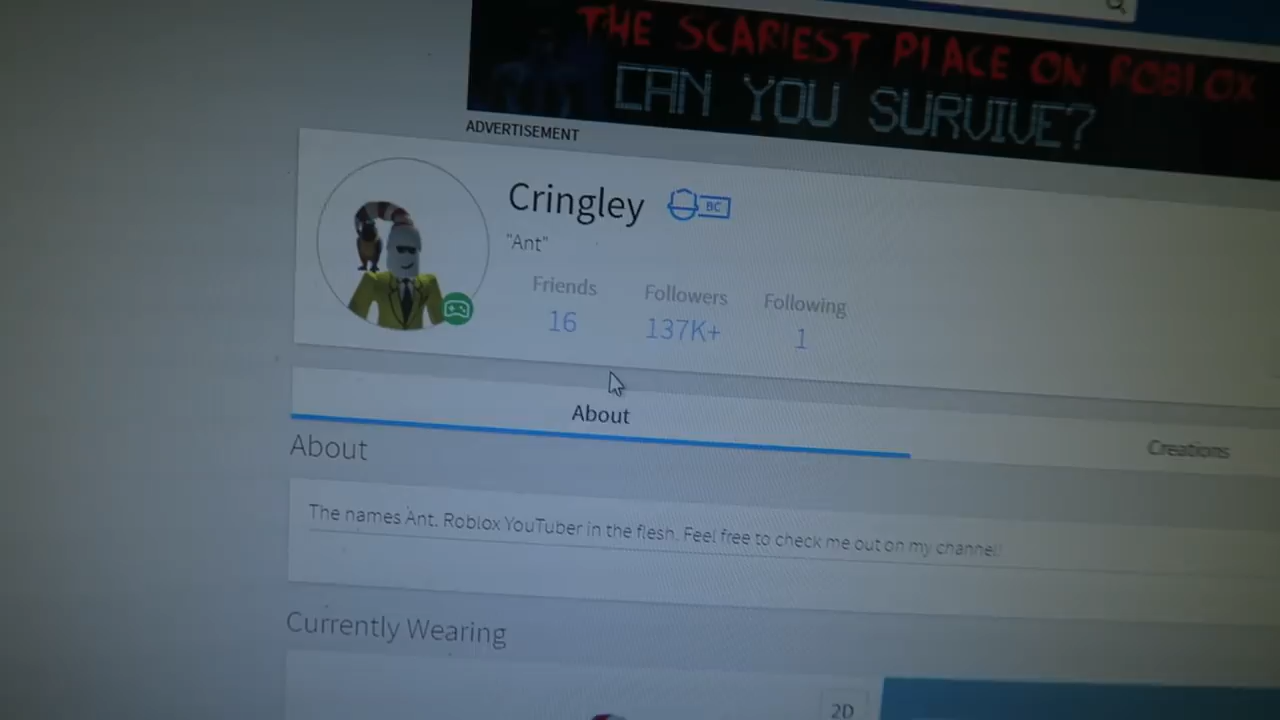 THE SCARIEST PLACE ON ROBLOX
CAN YOU SURVIVE?
ADVERTISEMENT
Cringley
BC
"Ant"
Friends
Followers
Following
16
137K+
1
About
Creations
About
The names Ant. Roblox YouTuber in the flesh. Feel free to check me out on my channel!
Currently Wearing
2D